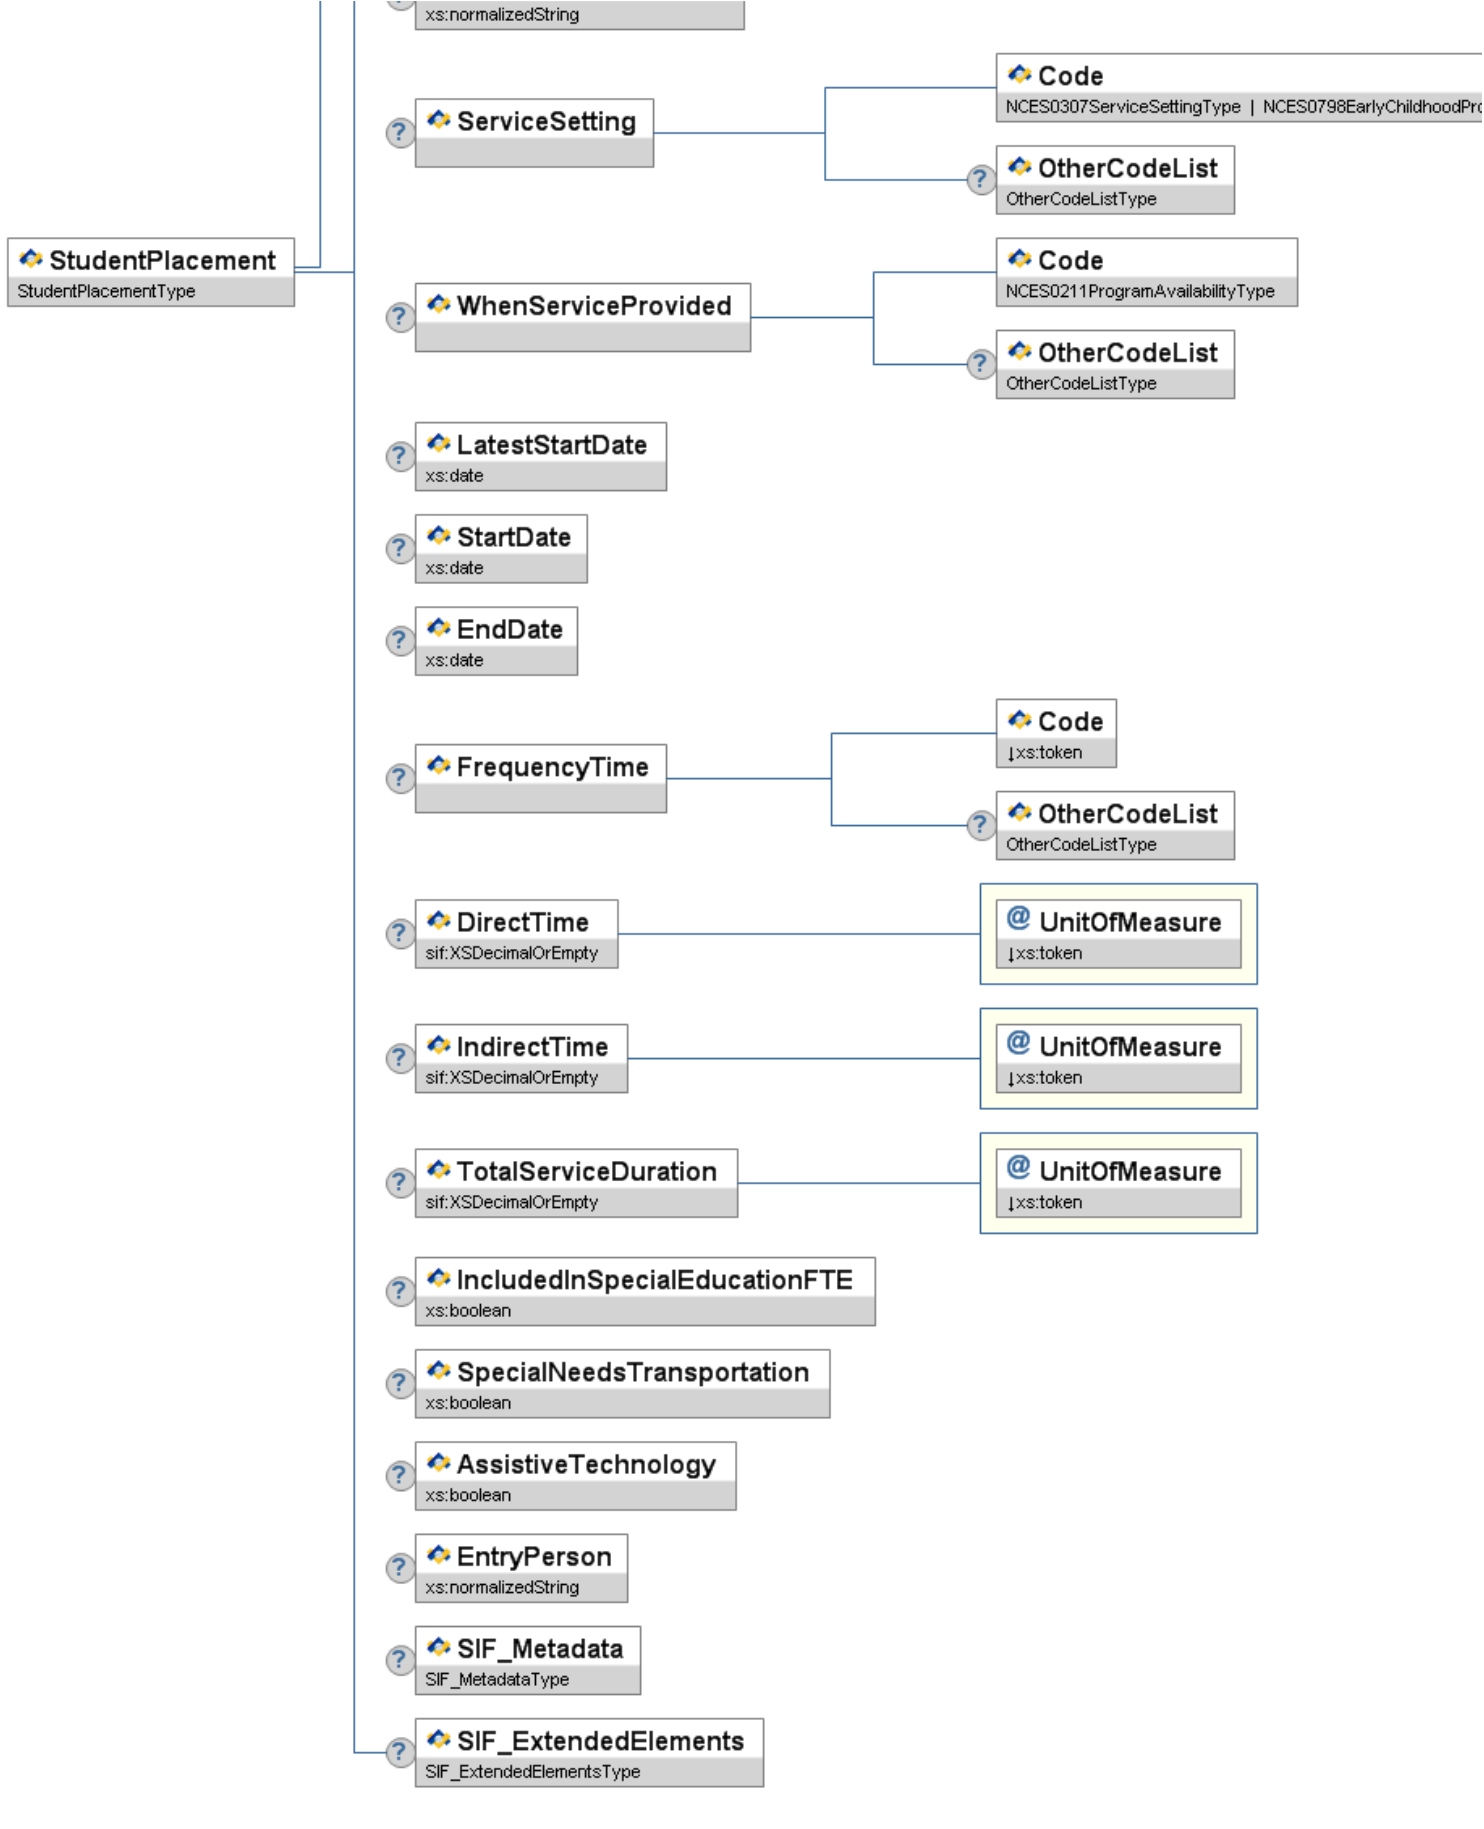 xs:normalizedString
Code
NCES0307ServiceSettingType | NCES0798EarlyChildhoodPro
? ServiceSetting
? OtherCodeList
OtherCodeListType
StudentPlacement
StudentPlacementType
Code
NCES0211ProgramAvailabilityType
? WhenServiceProvided
? OtherCodeList
OtherCodeListType
? LatestStartDate
xs:date
? StartDate
xs:date
? EndDate
xs:date
Code
↓xs:token
? FrequencyTime
? OtherCodeList
OtherCodeListType
? DirectTime
sif:XSDecimalOrEmpty
@ UnitOfMeasure
↓xs:token
? IndirectTime
sif:XSDecimalOrEmpty
@ UnitOfMeasure
↓xs:token
? TotalServiceDuration
sif:XSDecimalOrEmpty
@ UnitOfMeasure
↓xs:token
? IncludedInSpecialEducationFTE
xs:boolean
? SpecialNeedsTransportation
xs:boolean
? AssistiveTechnology
xs:boolean
? EntryPerson
xs:normalizedString
? SIF_Metadata
SIF_MetadataType
? SIF_ExtendedElements
SIF_ExtendedElementsType